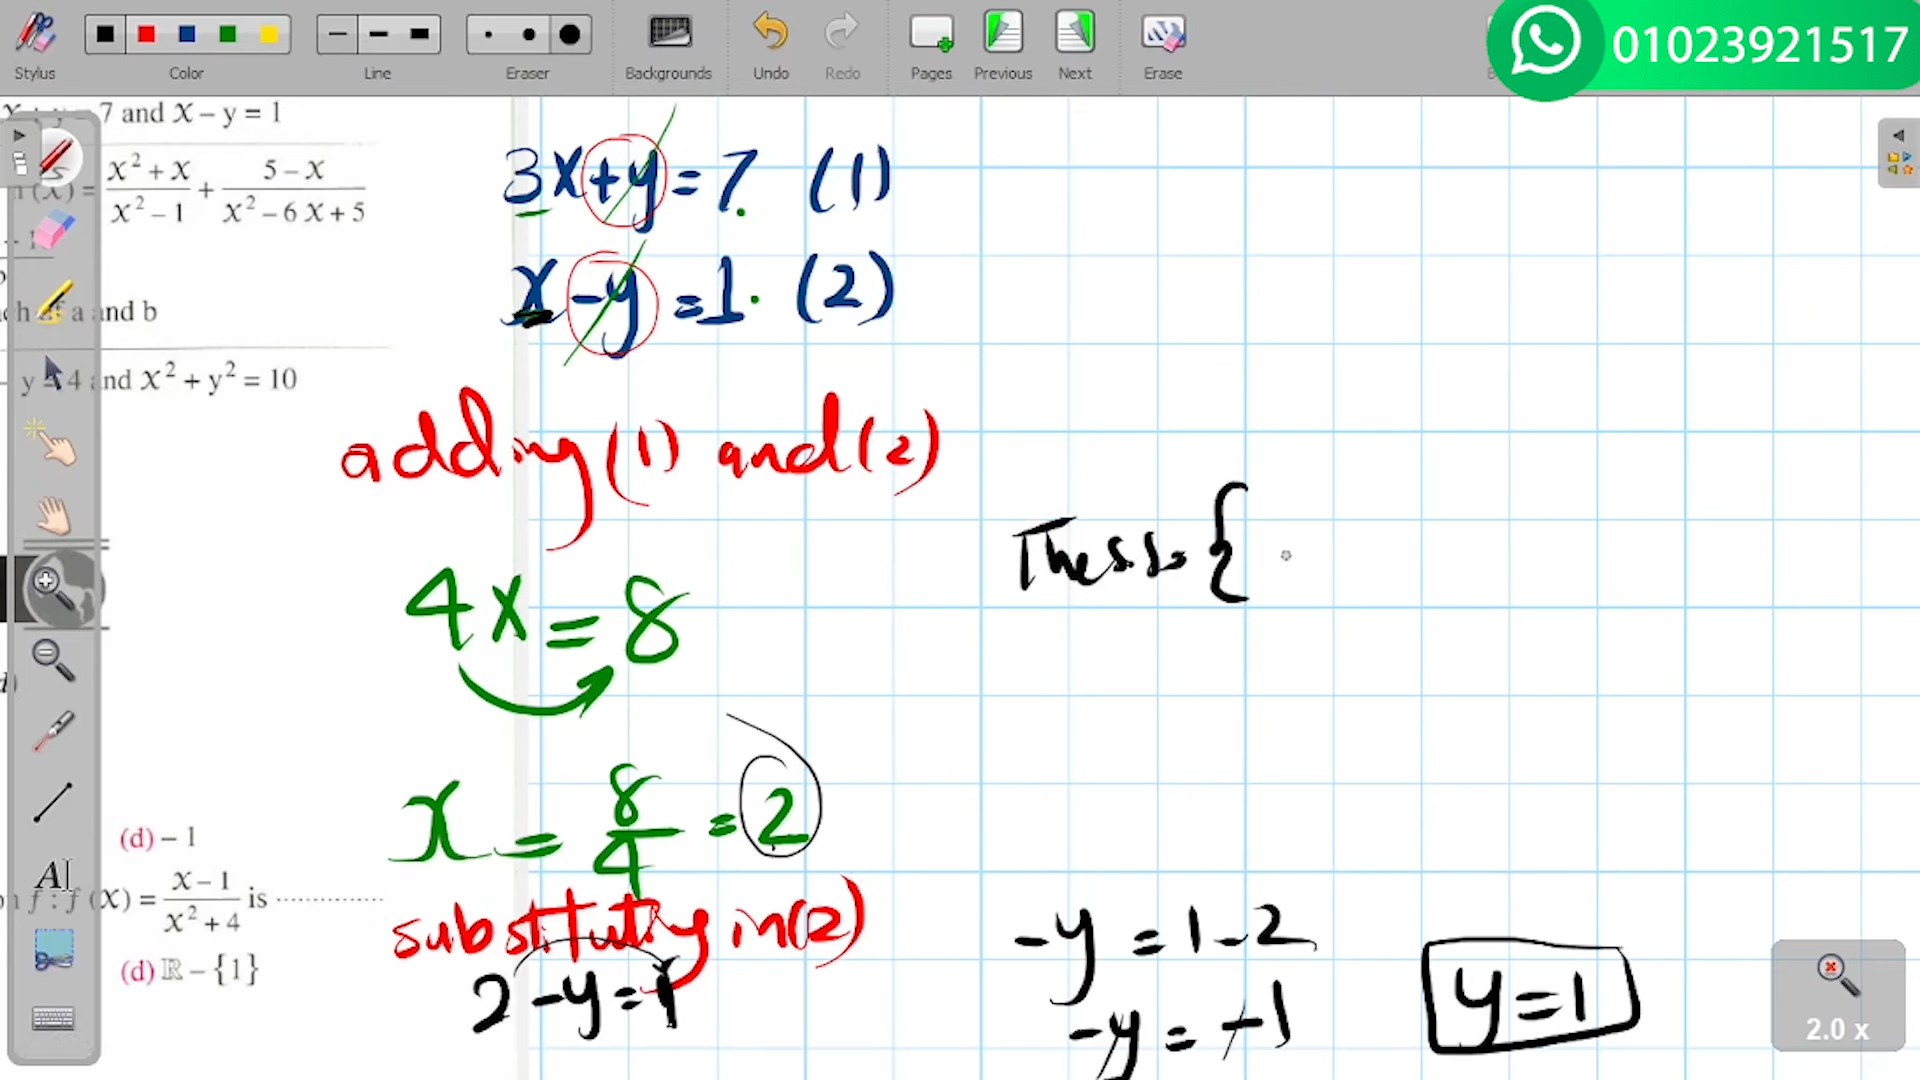 Stylus
Color
Line
Eraser
Backgrounds
Undo
Redo
Pages
Previous
Next
Erase
01023921517
7 and X – y = 1
n (X) = (x² + x)/(x² – 1) + (5 – x)/(x² – 6 x + 5)
a and b
y = 4 and x² + y² = 10
(d) – 1
f : f (X) = (x – 1)/(x² + 4) is
(d) ℝ – {1}
3x+y=7 (1)
x-y=1 (2)
adding (1) and (2)
4x=8
x = 8/4 = 2
substituting in (2)
2-y=1
The s.s= {
-y=1-2
-y=-1
y=1
2.0 x